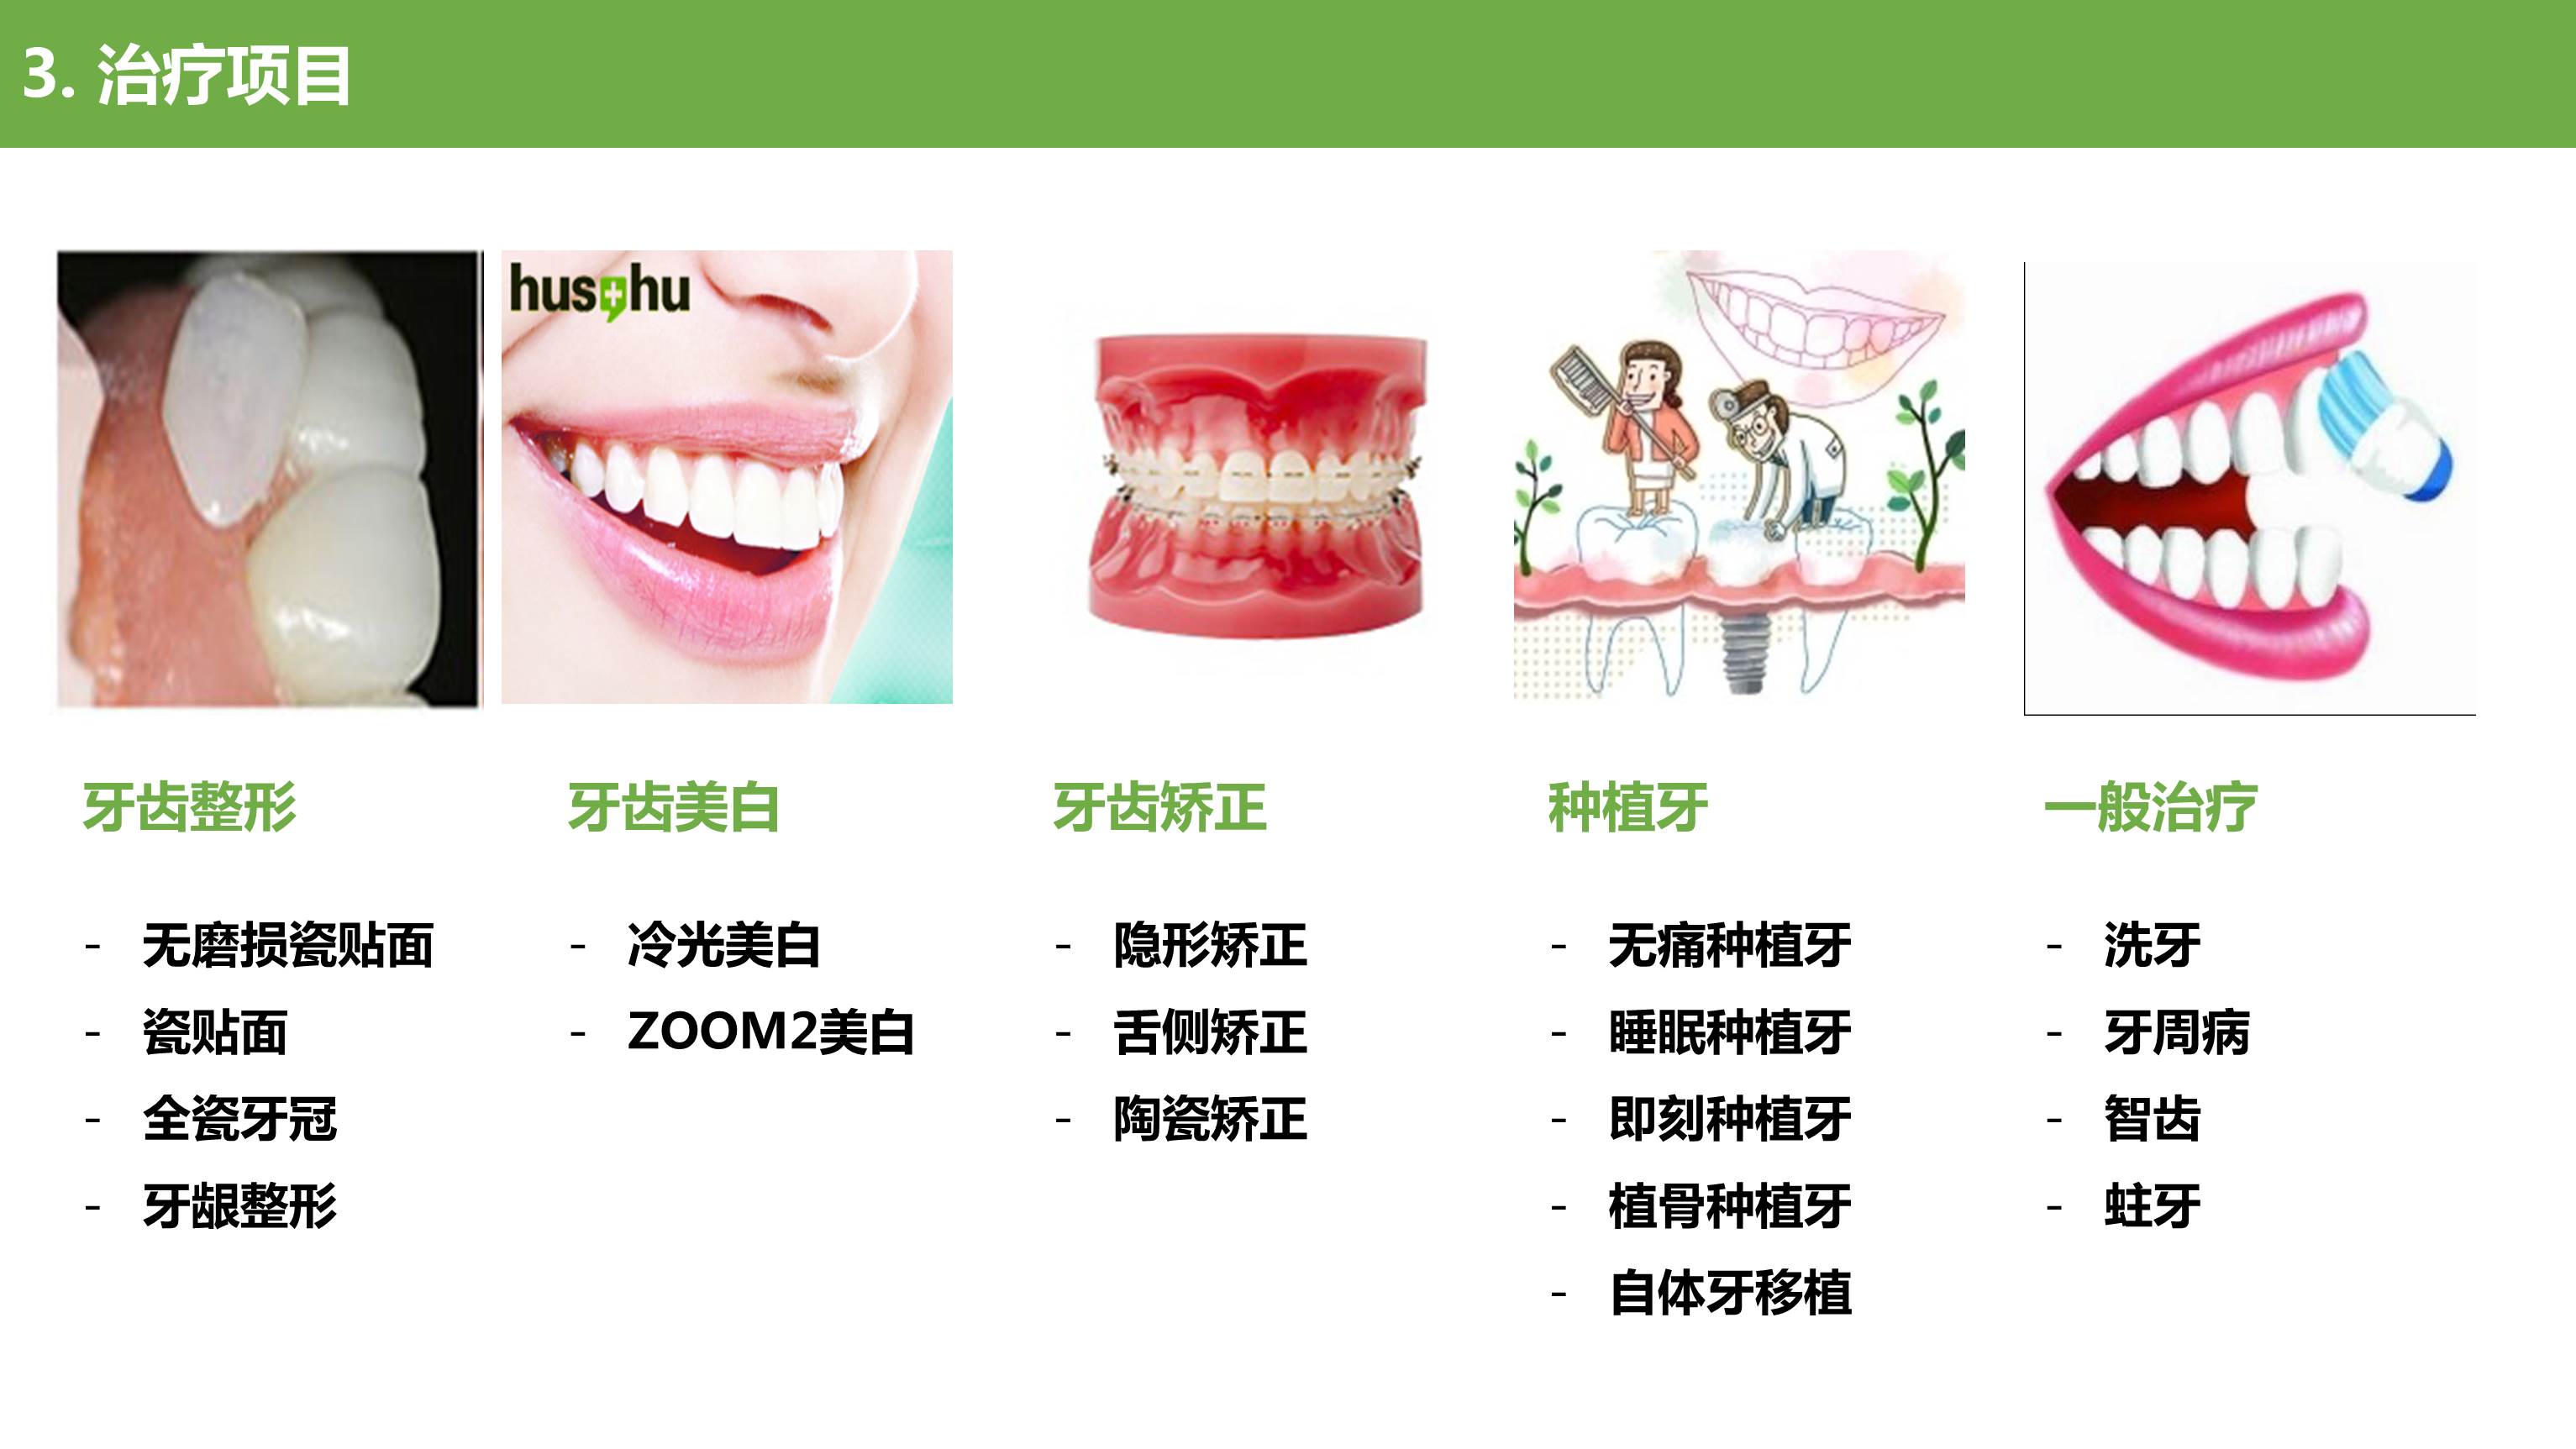 3. 治疗项目
hus hu
牙齿整形
- 无磨损瓷贴面
- 瓷贴面
- 全瓷牙冠
- 牙龈整形
牙齿美白
- 冷光美白
- ZOOM2美白
牙齿矫正
- 隐形矫正
- 舌侧矫正
- 陶瓷矫正
种植牙
- 无痛种植牙
- 睡眠种植牙
- 即刻种植牙
- 植骨种植牙
- 自体牙移植
一般治疗
- 洗牙
- 牙周病
- 智齿
- 蛀牙